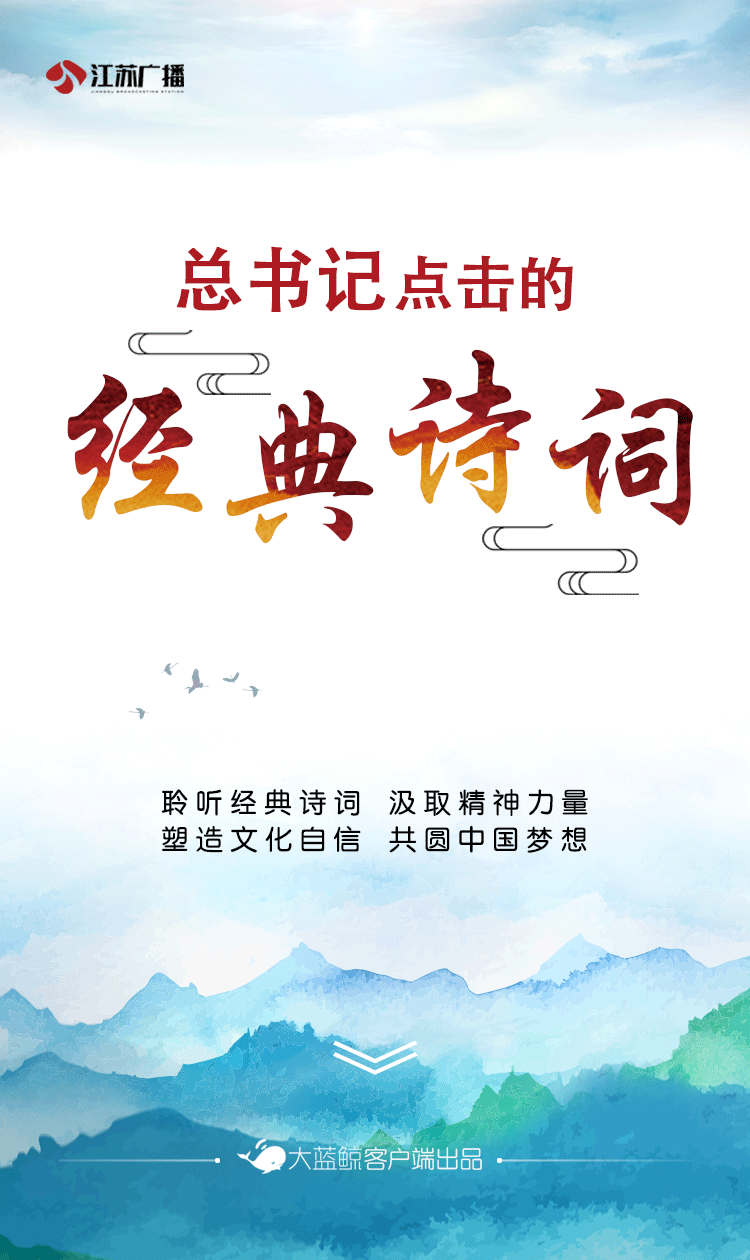 江苏广播
JIANGSU BROADCASTING STATION
总书记点击的
经典诗词
聆听经典诗词 汲取精神力量
塑造文化自信 共圆中国梦想
大蓝鲸客户端出品